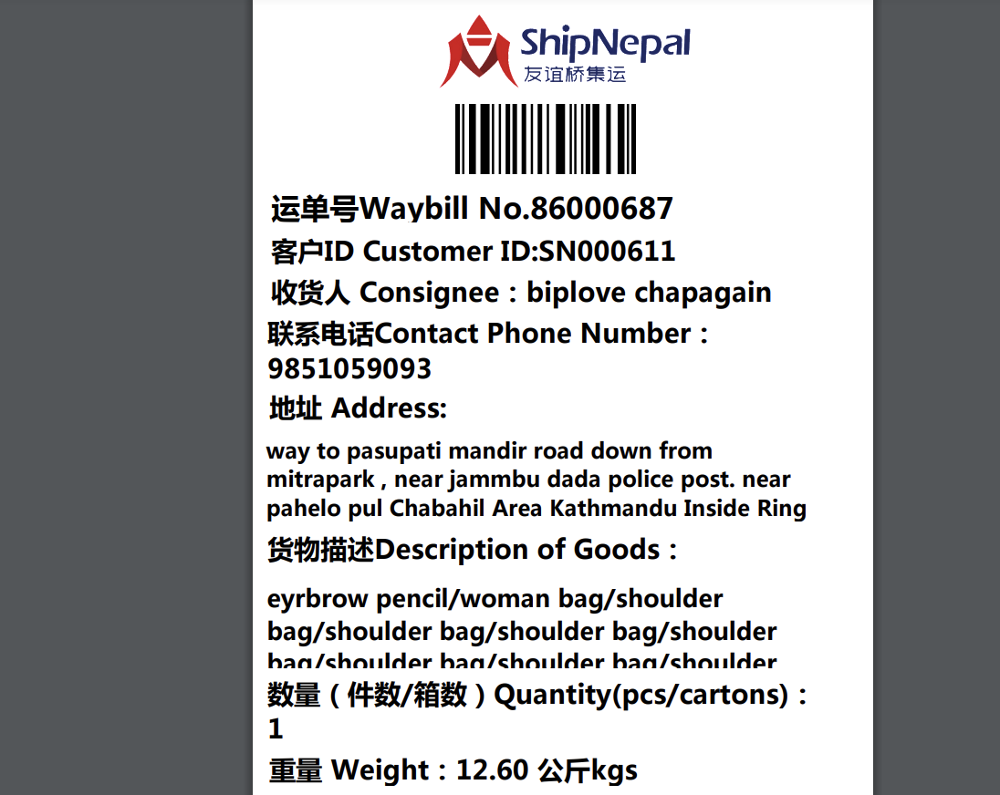 ShipNepal
友谊桥集运
运单号Waybill No.86000687
客户ID Customer ID:SN000611
收货人 Consignee：biplove chapagain
联系电话Contact Phone Number：
9851059093
地址 Address:
way to pasupati mandir road down from
mitrapark , near jammbu dada police post. near
pahelo pul Chabahil Area Kathmandu Inside Ring
货物描述Description of Goods：
eyrbrow pencil/woman bag/shoulder
bag/shoulder bag/shoulder bag/shoulder
bag/shoulder bag/shoulder bag/shoulder
数量（件数/箱数）Quantity(pcs/cartons)：
1
重量 Weight：12.60 公斤kgs